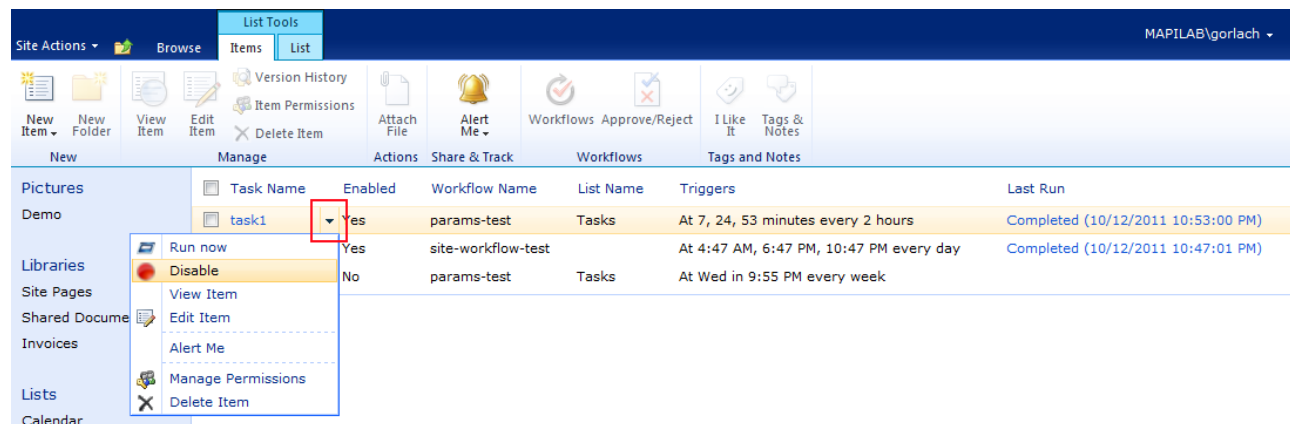 List Tools
Site Actions Browse Items List MAPILAB\gorlach
New Item New Folder
View Item Edit Item
Version History
Item Permissions
Delete Item
Attach File
Alert Me
Workflows Approve/Reject
I Like It Tags & Notes
New Manage Actions Share & Track Workflows Tags and Notes
Pictures
Demo
Libraries
Site Pages
Shared Docume
Invoices
Lists
Calendar
Task Name Enabled Workflow Name List Name Triggers Last Run
task1 Yes params-test Tasks At 7, 24, 53 minutes every 2 hours Completed (10/12/2011 10:53:00 PM)
Yes site-workflow-test At 4:47 AM, 6:47 PM, 10:47 PM every day Completed (10/12/2011 10:47:01 PM)
No params-test Tasks At Wed in 9:55 PM every week
Run now
Disable
View Item
Edit Item
Alert Me
Manage Permissions
Delete Item